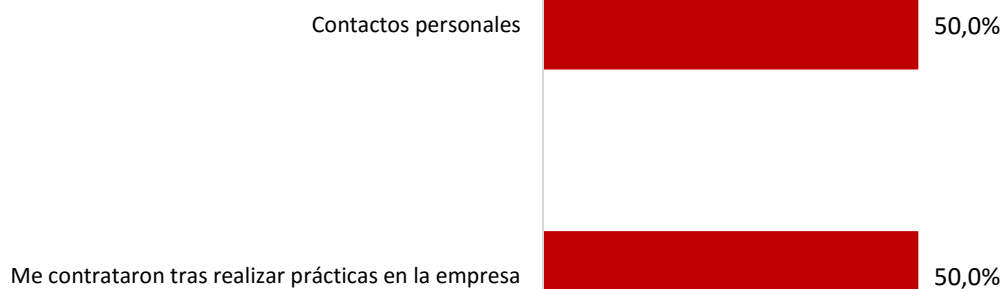 Contactos personales 50,0%
Me contrataron tras realizar prácticas en la empresa 50,0%